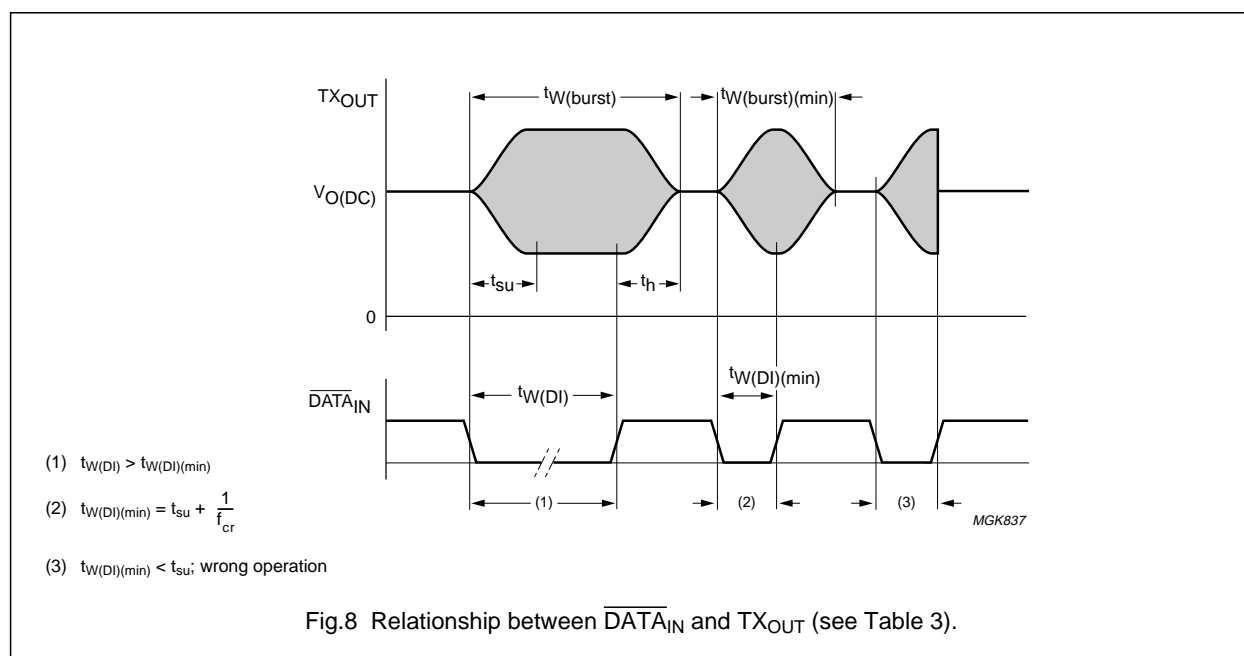 TXOUT
tW(burst)
tW(burst)(min)
VO(DC)
tsu
th
0
DATAIN
tW(DI)
tW(DI)(min)
(1)
(2)
(3)
MGK837
(1) tW(DI) > tW(DI)(min)
(2) tW(DI)(min) = tsu + 1/fcr
(3) tW(DI)(min) < tsu; wrong operation
Fig.8 Relationship between DATAIN and TXOUT (see Table 3).